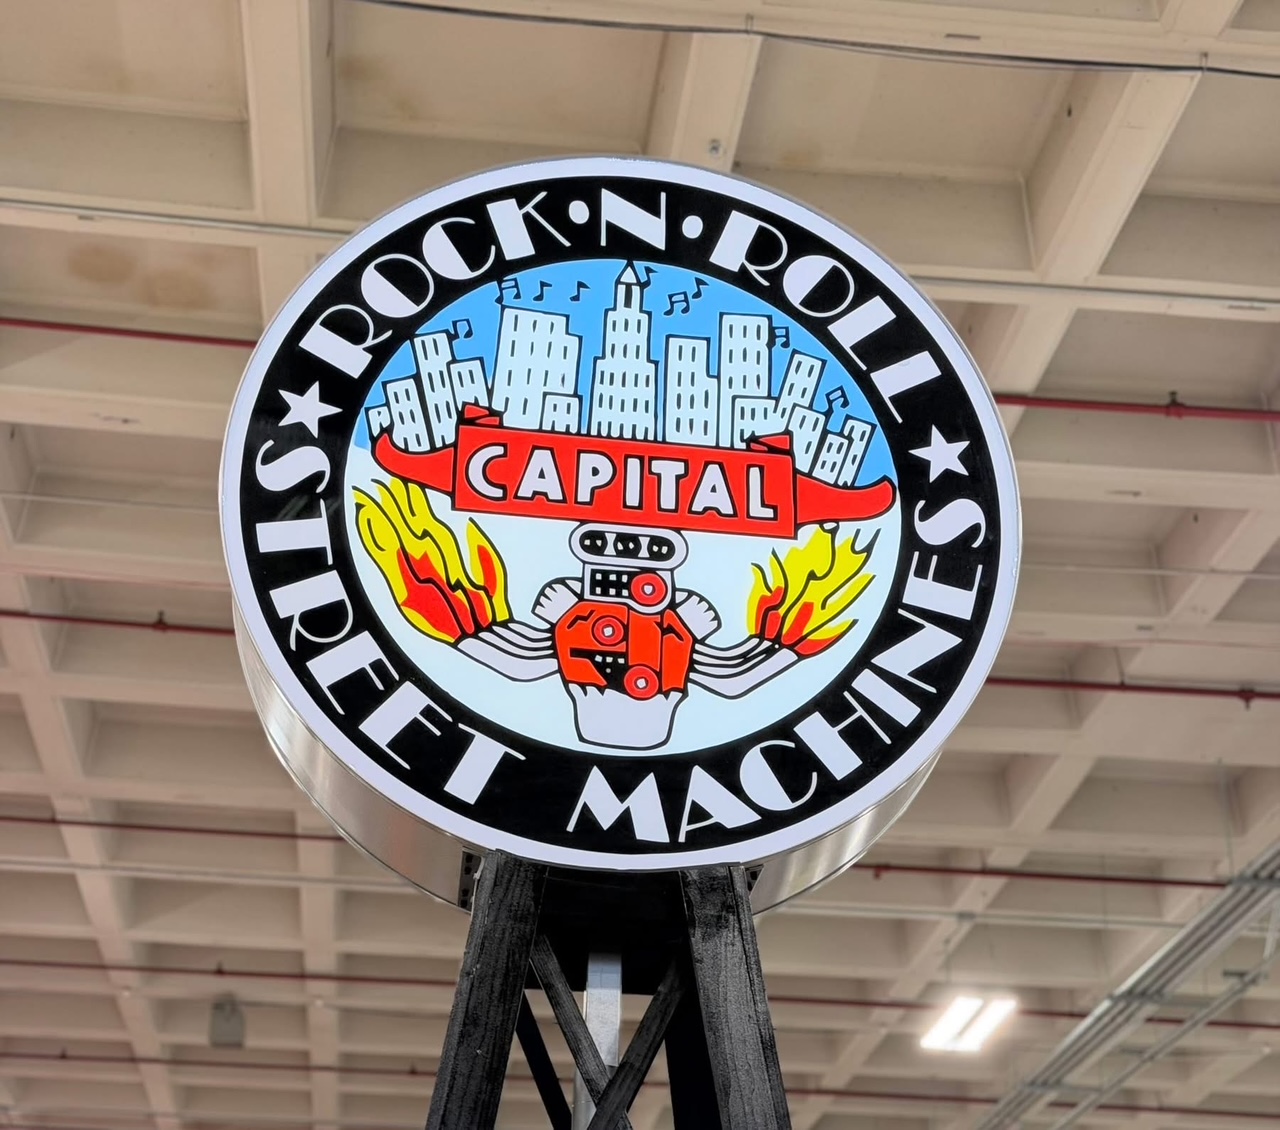 ROCK•N•ROLL
CAPITAL
★STREET MACHINES★